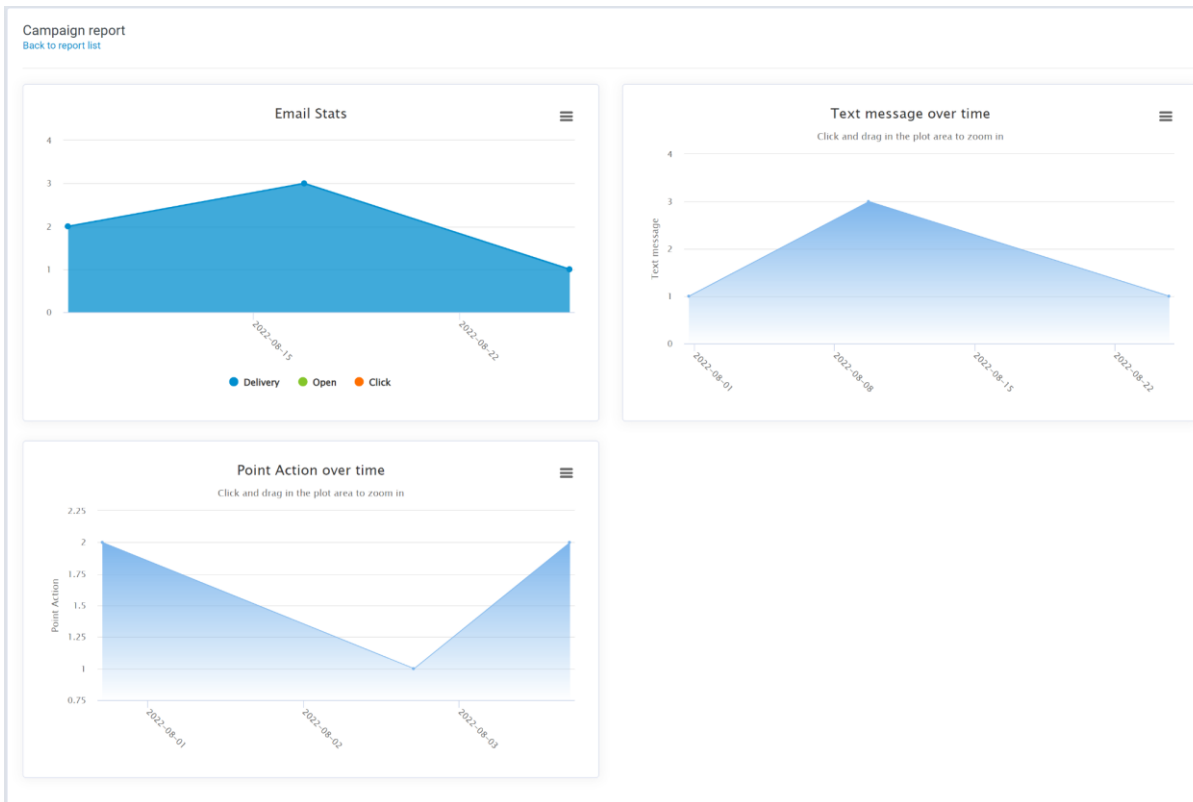 Campaign report
Back to report list
Email Stats
4
3
2
1
0
2022-08-15
2022-08-22
Delivery Open Click
Text message over time
Click and drag in the plot area to zoom in
Text message
4
3
2
1
0
2022-08-01
2022-08-08
2022-08-15
2022-08-22
Point Action over time
Click and drag in the plot area to zoom in
Point Action
2.25
2
1.75
1.5
1.25
1
0.75
2022-08-01
2022-08-02
2022-08-03